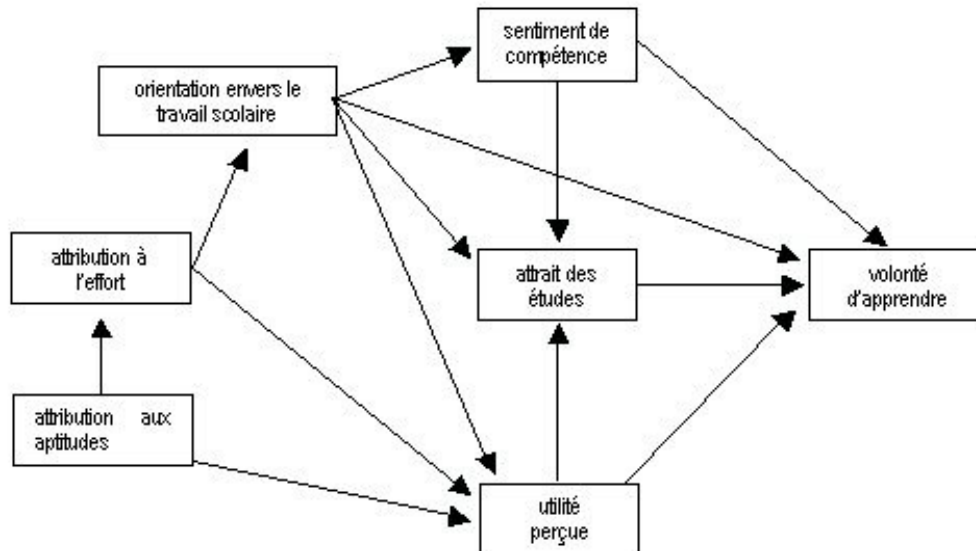 sentiment de
compétence
orientation envers le
travail scolaire
attribution à
l'effort
attrait des
études
volonté
d'apprendre
attribution aux
aptitudes
utilité
perçue